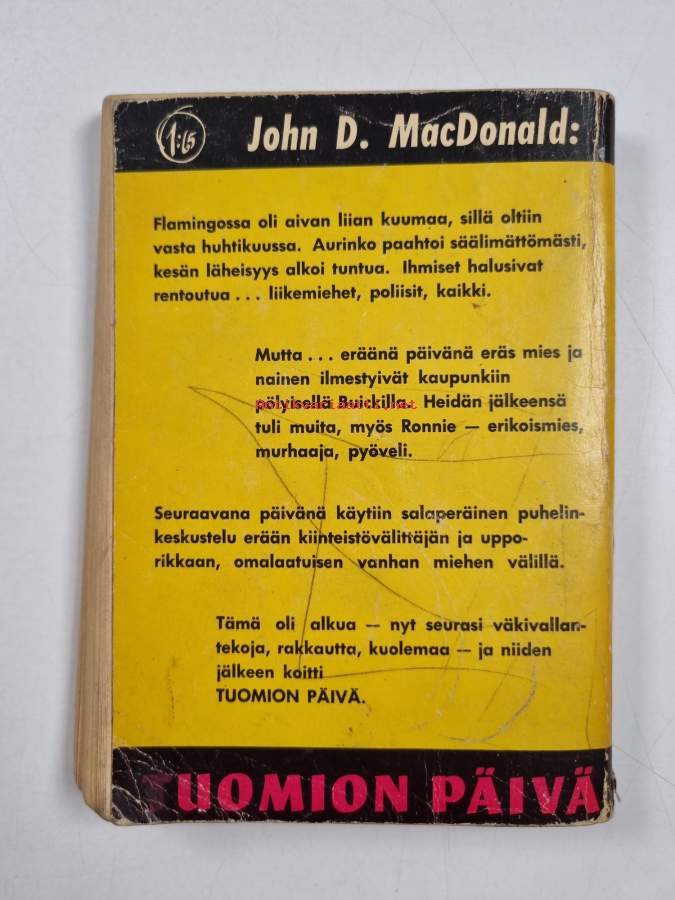 1:65
John D. MacDonald:
Flamingossa oli aivan liian kuumaa, sillä oltiin
vasta huhtikuussa. Aurinko paahtoi säälimättömästi,
kesän läheisyys alkoi tuntua. Ihmiset halusivat
rentoutua . . . liikemiehet, poliisit, kaikki.
Mutta . . . eräänä päivänä eräs mies ja
nainen ilmestyivät kaupunkiin
pölyisellä Buickilla. Heidän jälkeensä
tuli muita, myös Ronnie — erikoismies,
murhaaja, pyöveli.
Seuraavana päivänä käytiin salaperäinen puhelin-
keskustelu erään kiinteistövälittäjän ja uppo-
rikkaan, omalaatuisen vanhan miehen välillä.
Tämä oli alkua — nyt seurasi väkivallan-
tekoja, rakkautta, kuolemaa — ja niiden
jälkeen koitti
TUOMION PÄIVÄ.
TUOMION PÄIVÄ